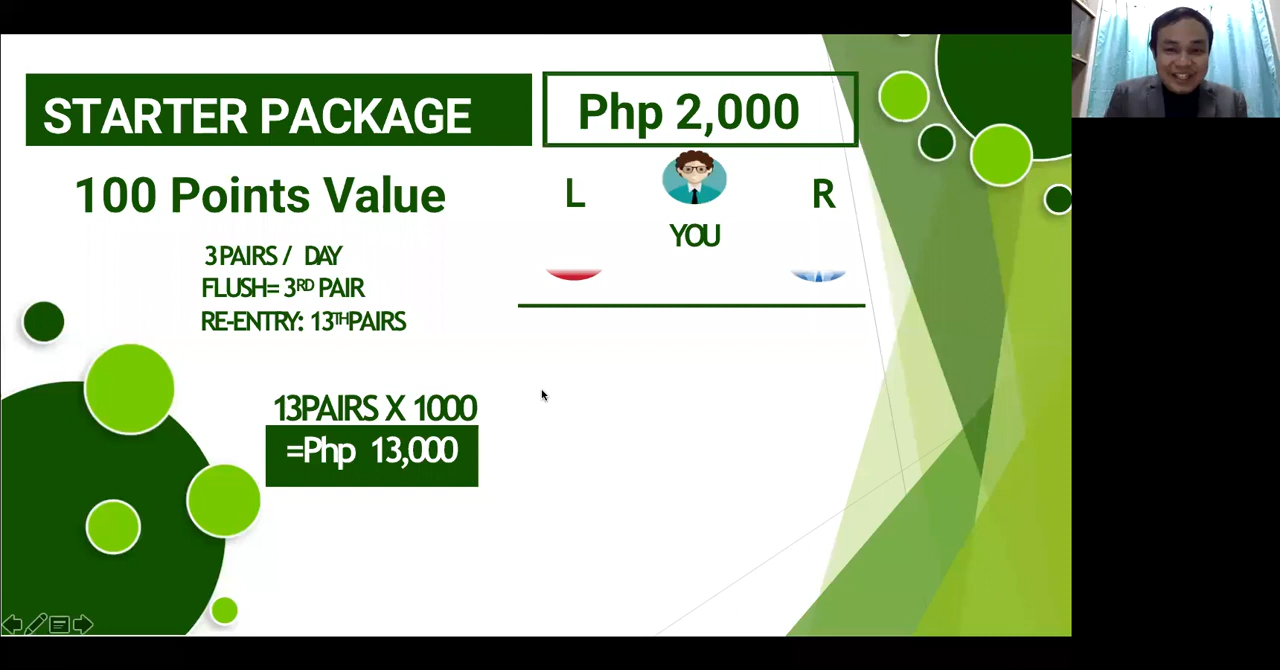 STARTER PACKAGE
Php 2,000
100 Points Value
L
R
YOU
3 PAIRS / DAY
FLUSH= 3RD PAIR
RE-ENTRY: 13TH PAIRS
13PAIRS X 1000
=Php 13,000